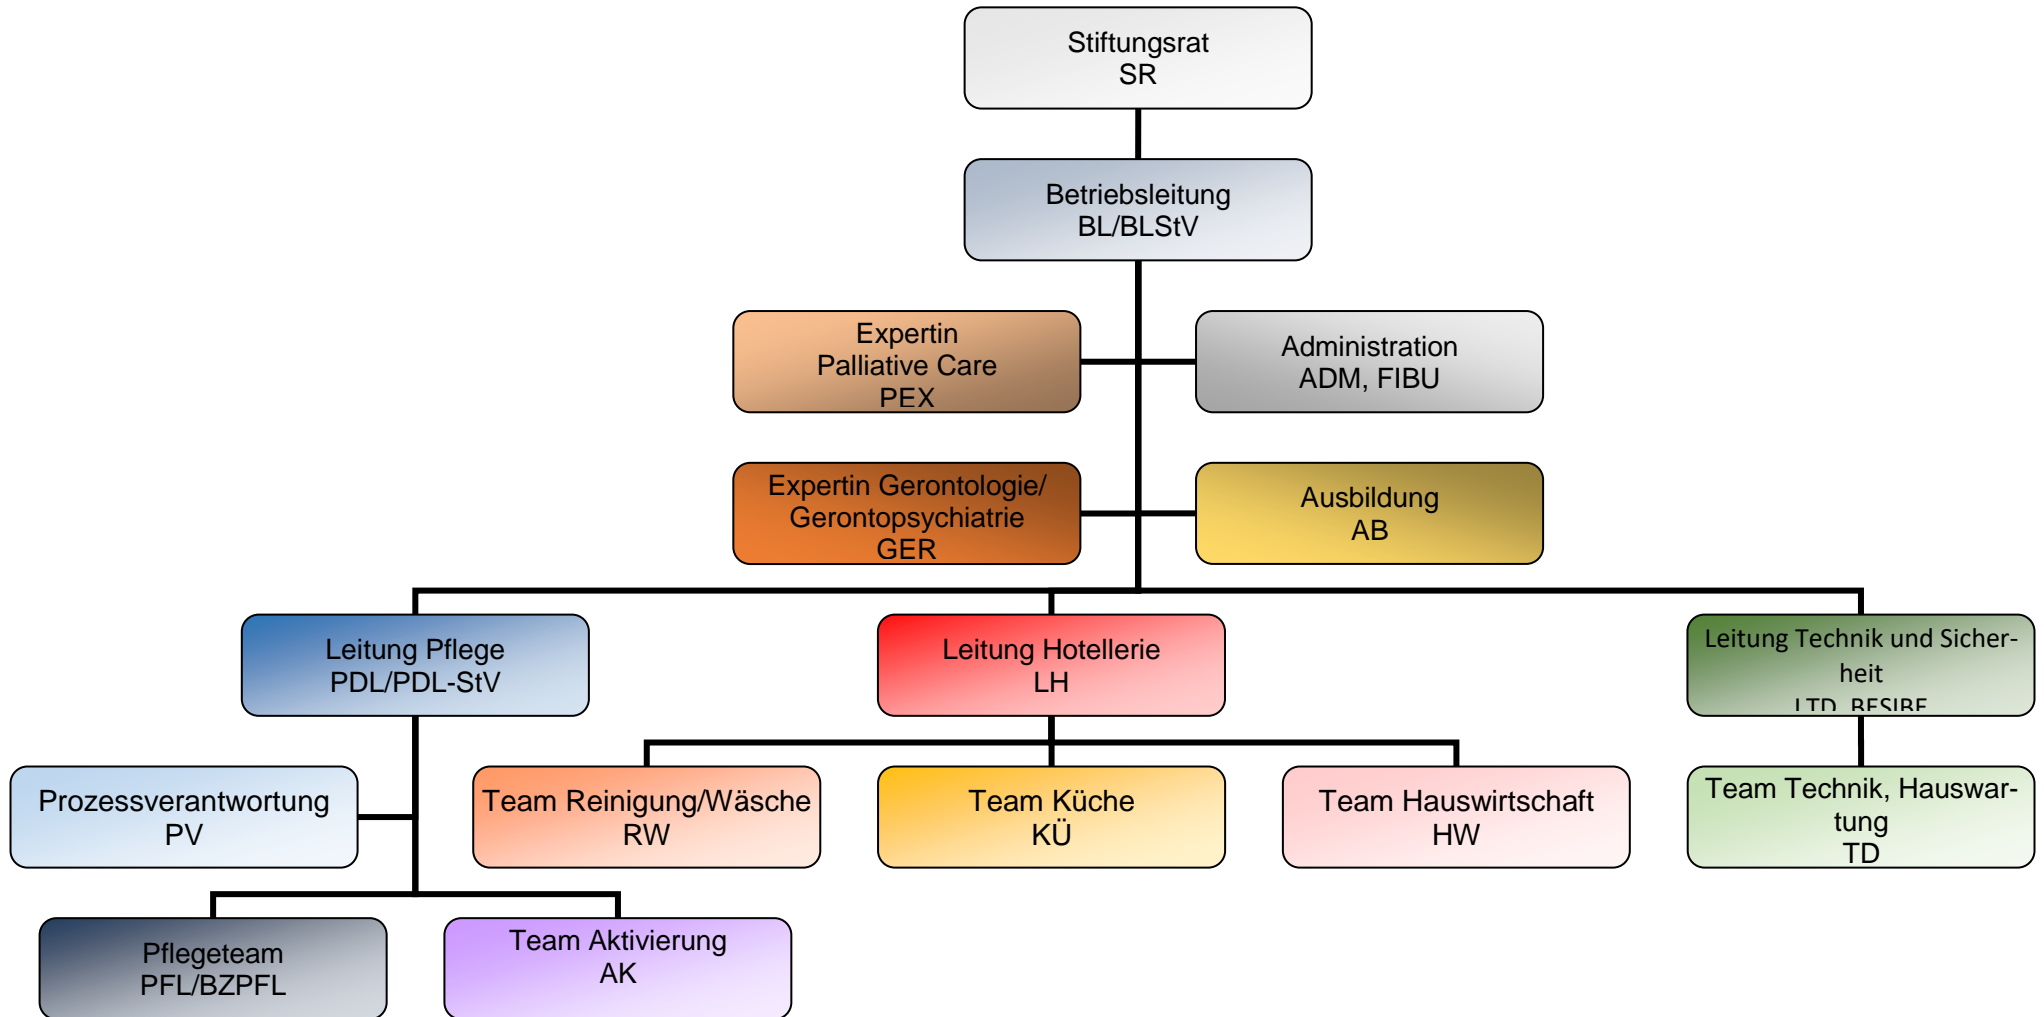 Stiftungsrat
SR
Betriebsleitung
BL/BLStV
Expertin
Palliative Care
PEX
Administration
ADM, FIBU
Expertin Gerontologie/
Gerontopsychiatrie
GER
Ausbildung
AB
Leitung Pflege
PDL/PDL-StV
Leitung Hotellerie
LH
Leitung Technik und Sicher-
heit
LTD, BESIBE
Prozessverantwortung
PV
Team Reinigung/Wäsche
RW
Team Küche
KÜ
Team Hauswirtschaft
HW
Team Technik, Hauswar-
tung
TD
Pflegeteam
PFL/BZPFL
Team Aktivierung
AK